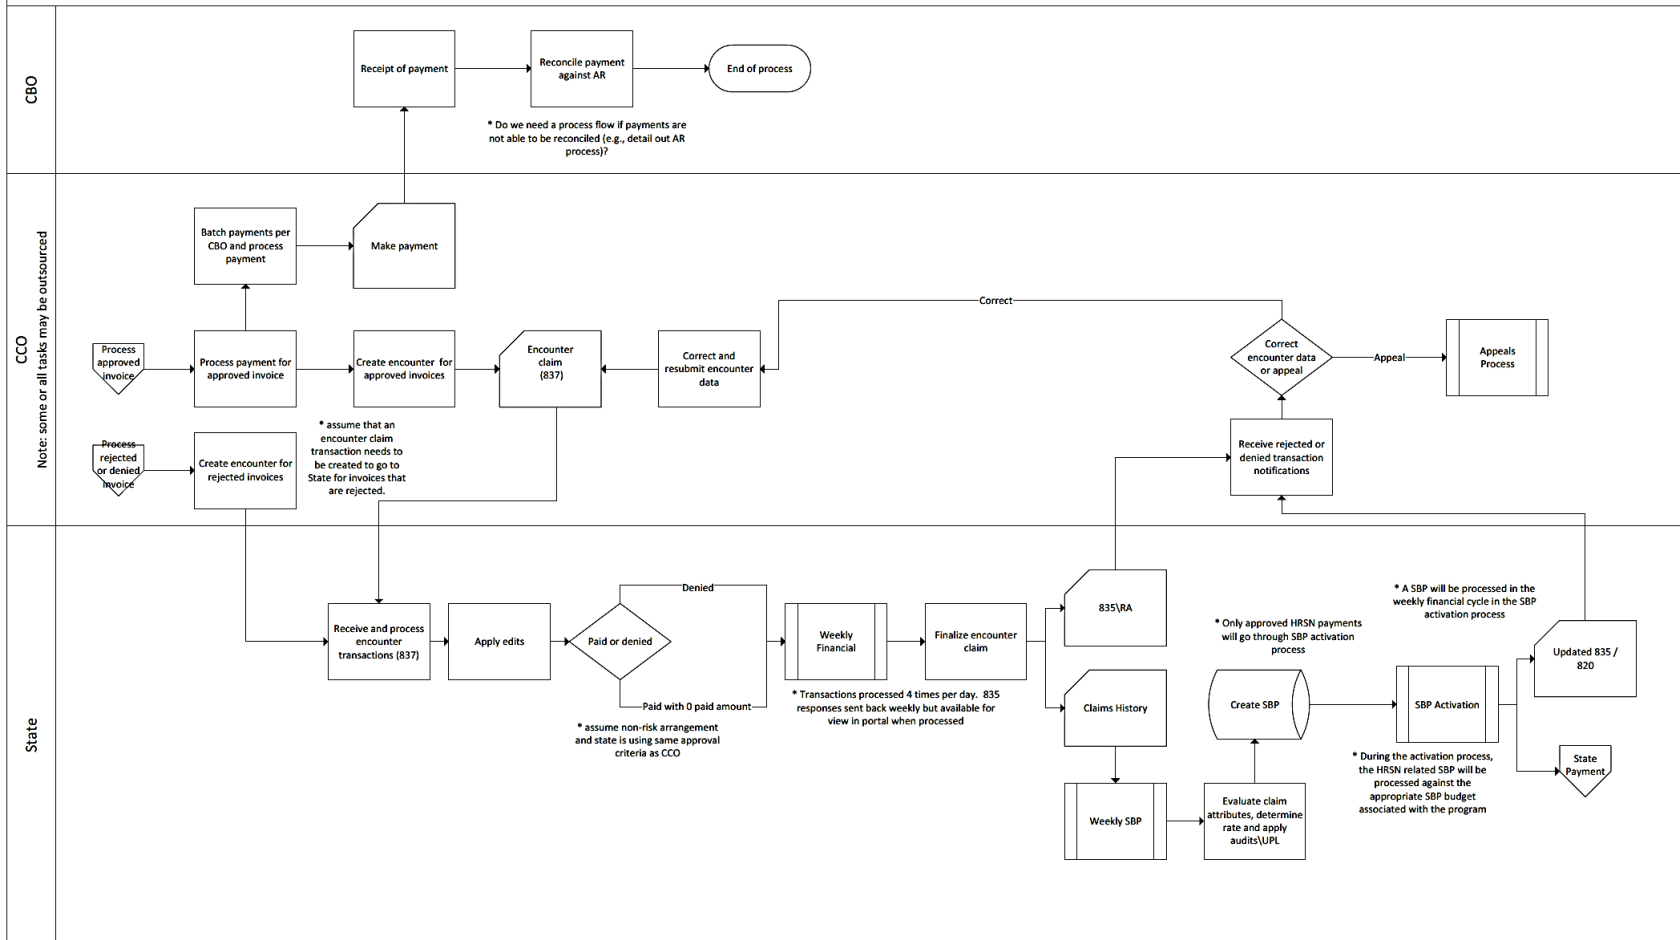 CBO
Receipt of payment
Reconcile payment
against AR
End of process
* Do we need a process flow if payments are
not able to be reconciled (e.g., detail out AR
process)?
CCO
Note: some or all tasks may be outsourced
Batch payments per
CBO and process
payment
Make payment
Correct
Process
approved
invoice
Process payment for
approved invoice
Create encounter for
approved invoices
Encounter
claim
(837)
Correct and
resubmit encounter
data
Correct
encounter data
or appeal
Appeal
Appeals
Process
Process
rejected
or denied
invoice
Create encounter for
rejected invoices
* assume that an
encounter claim
transaction needs to
be created to go to
State for invoices that
are rejected.
Receive rejected or
denied transaction
notifications
State
Receive and process
encounter
transactions (837)
Apply edits
Paid or denied
Denied
Paid with 0 paid amount
* assume non-risk arrangement
and state is using same approval
criteria as CCO
Weekly
Financial
Finalize encounter
claim
* Transactions processed 4 times per day. 835
responses sent back weekly but available for
view in portal when processed
835\RA
Claims History
Weekly SBP
Evaluate claim
attributes, determine
rate and apply
audits\UPL
* Only approved HRSN payments
will go through SBP activation
process
Create SBP
* A SBP will be processed in the
weekly financial cycle in the SBP
activation process
SBP Activation
* During the activation process,
the HRSN related SBP will be
processed against the
appropriate SBP budget
associated with the program
Updated 835 /
820
State
Payment